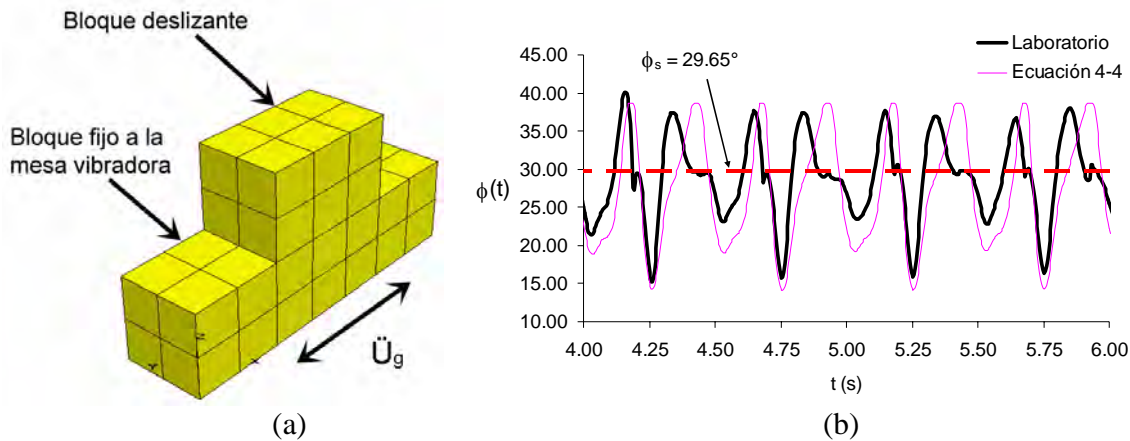 Bloque deslizante
Bloque fijo a la
mesa vibradora
Z
Y
X
Üg
(a)
45.00
40.00
35.00
30.00
25.00
20.00
15.00
10.00
ϕ(t)
ϕs = 29.65°
Laboratorio
Ecuación 4-4
4.00 4.25 4.50 4.75 5.00 5.25 5.50 5.75 6.00
t (s)
(b)